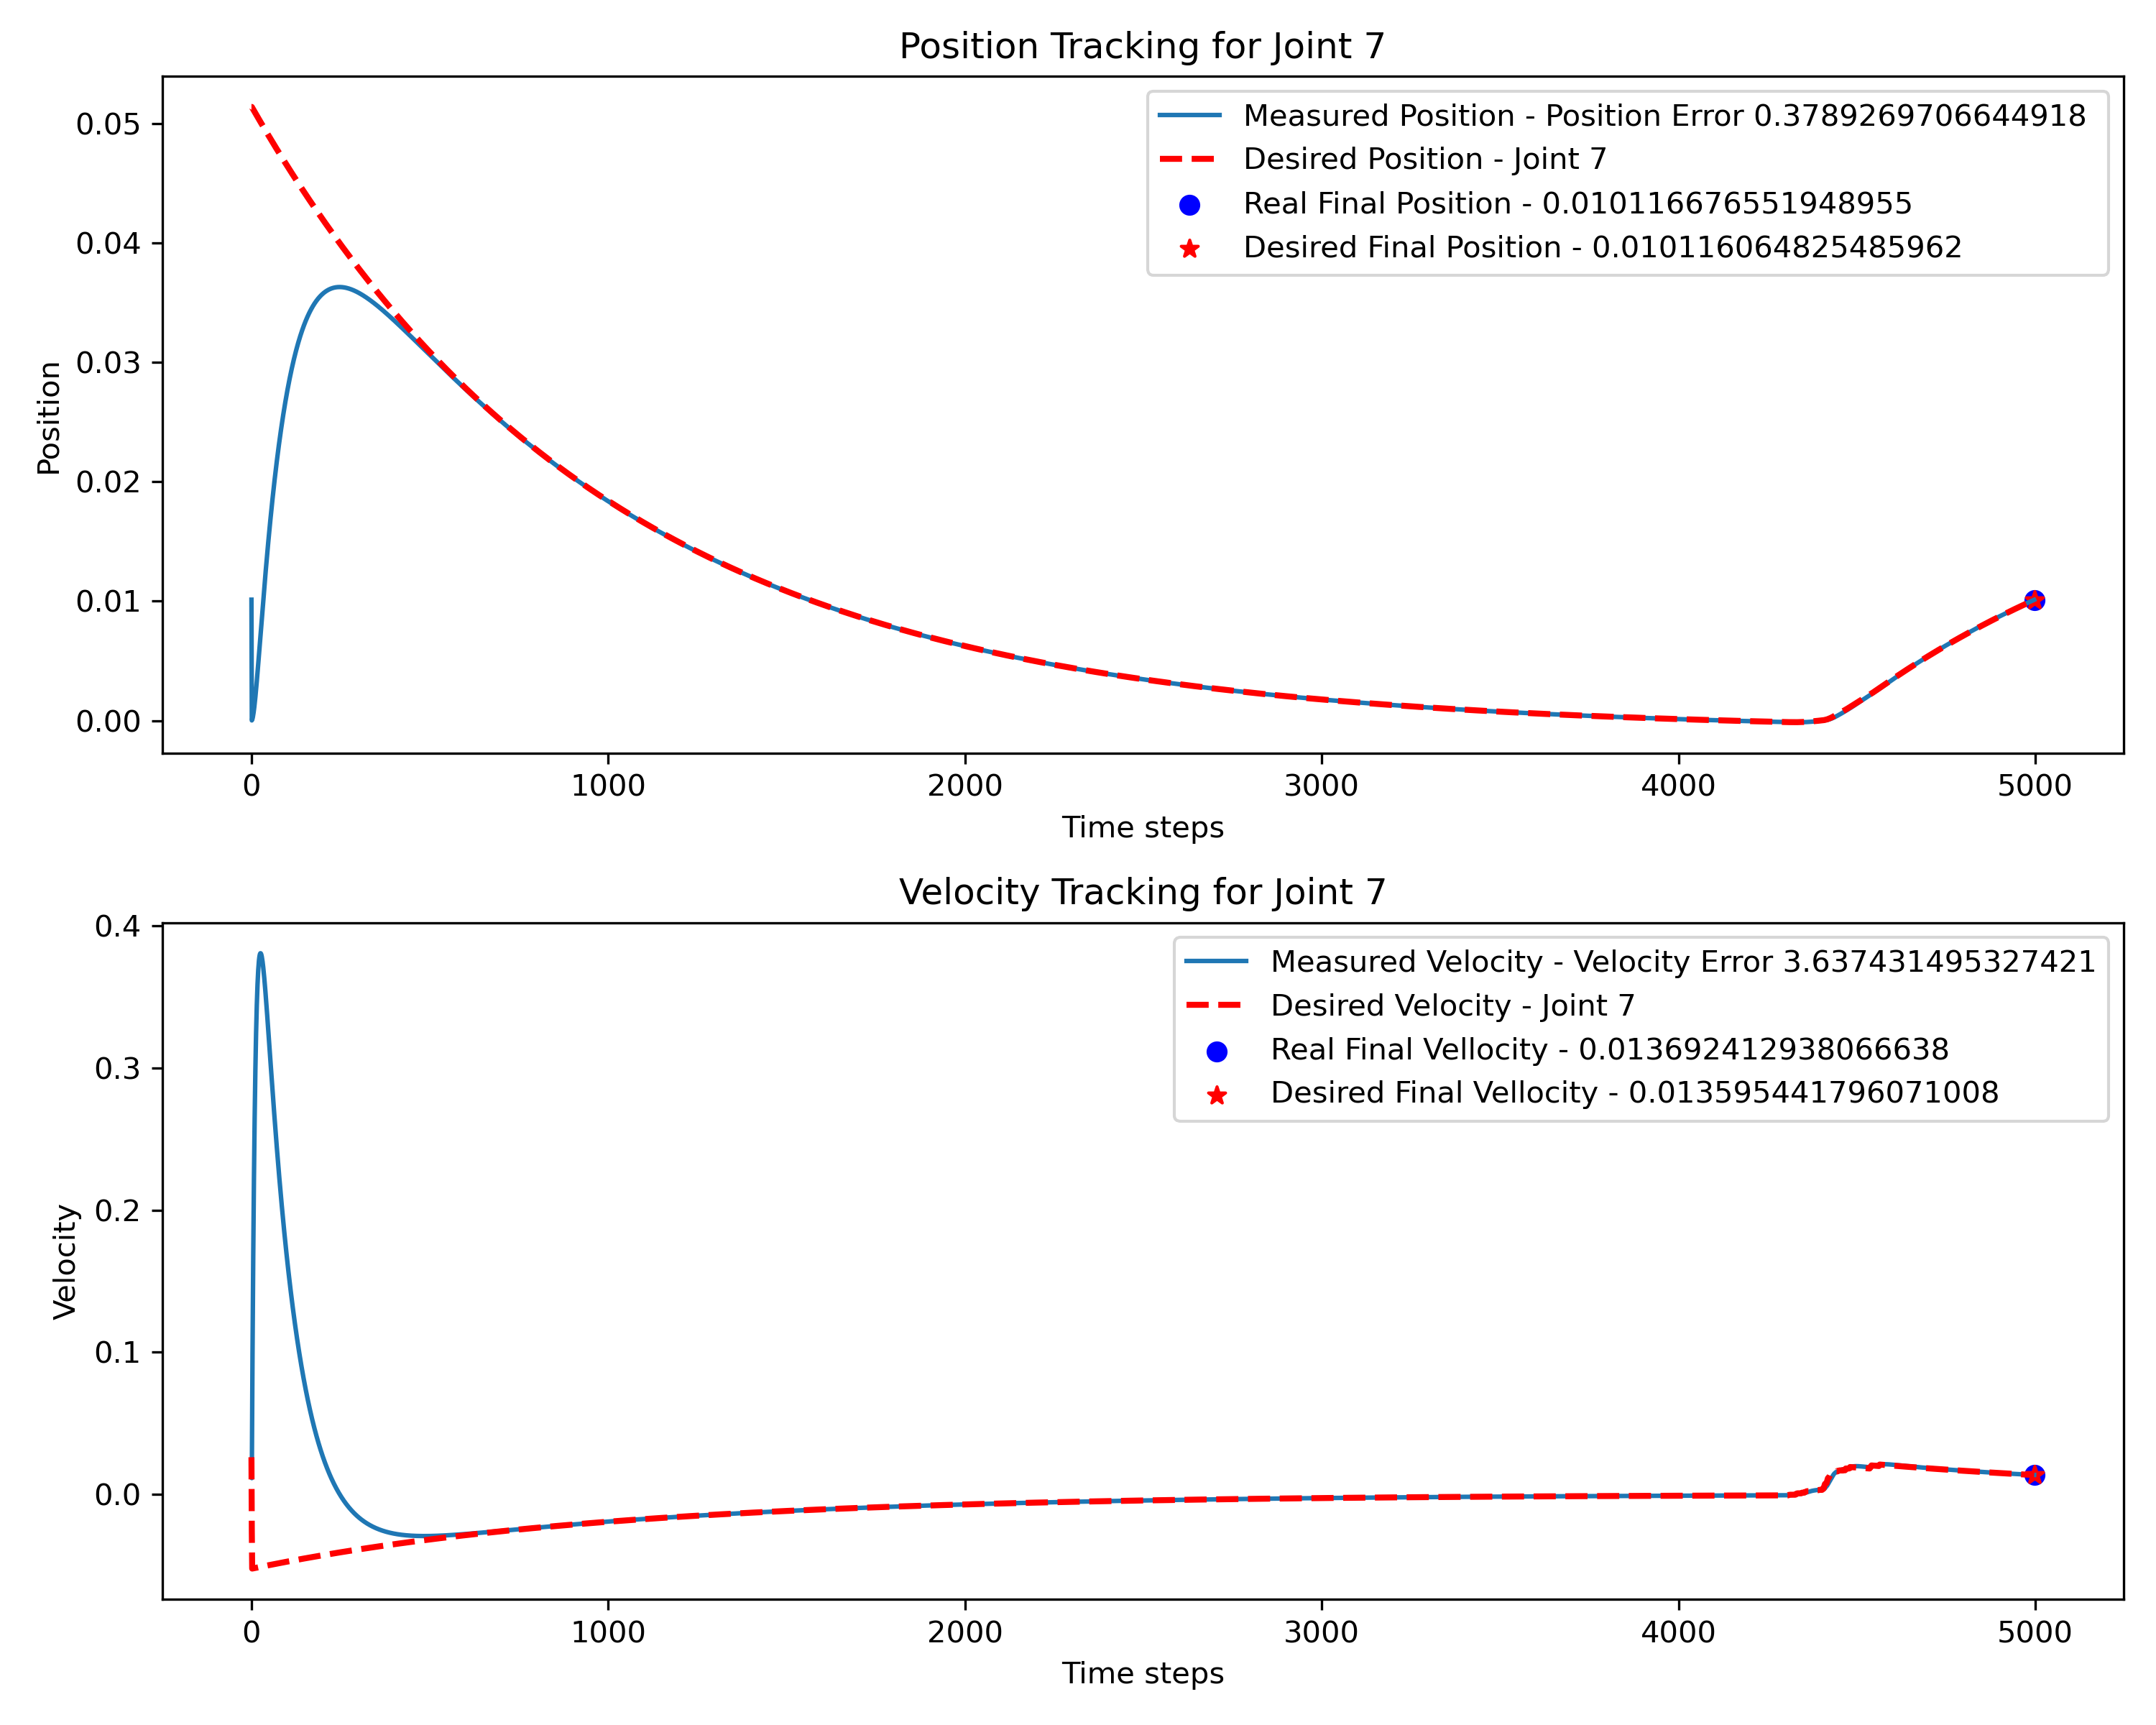 Position Tracking for Joint 7
Measured Position - Position Error 0.3789269706644918
Desired Position - Joint 7
Real Final Position - 0.010116676551948955
Desired Final Position - 0.010116064825485962
0.05
0.04
0.03
0.02
0.01
0.00
Position
0 1000 2000 3000 4000 5000
Time steps
Velocity Tracking for Joint 7
Measured Velocity - Velocity Error 3.637431495327421
Desired Velocity - Joint 7
Real Final Vellocity - 0.013692412938066638
Desired Final Vellocity - 0.013595441796071008
0.4
0.3
0.2
0.1
0.0
Velocity
0 1000 2000 3000 4000 5000
Time steps